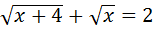 √(x + 4) + √x = 2